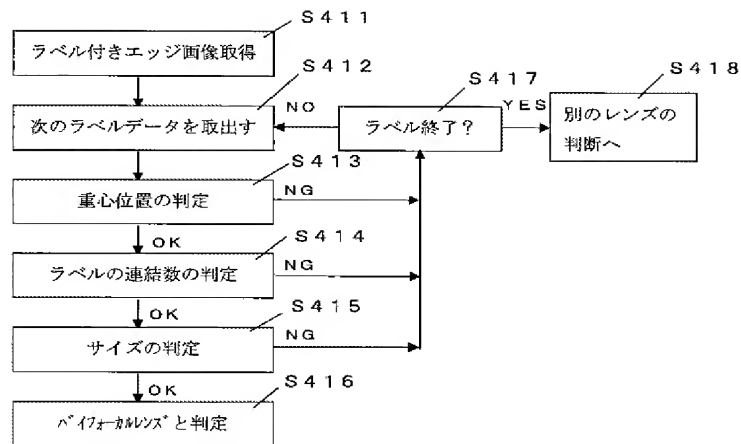 S411
ラベル付きエッジ画像取得
S412
次のラベルデータを取出す
NO
S417
ラベル終了?
YES
S418
別のレンズの
判断へ
S413
重心位置の判定
NG
OK
S414
ラベルの連結数の判定
NG
OK
S415
サイズの判定
NG
OK
S416
バイフォーカルレンズと判定